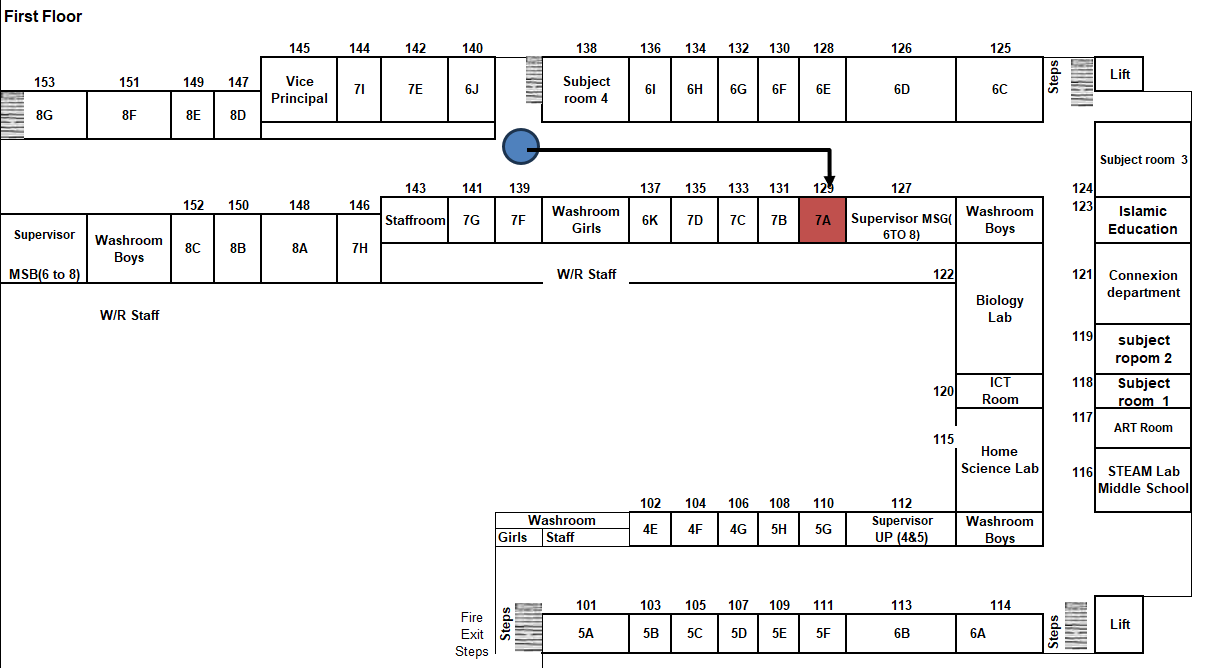 First Floor
145 144 142 140 138 136 134 132 130 128 126 125
153 151 149 147
Vice
Principal
7I 7E 6J
Subject
room 4
6I 6H 6G 6F 6E 6D 6C
Steps
Lift
8G 8F 8E 8D
Subject room 3
143 141 139 137 135 133 131 129 127
124
152 150 148 146
123
Staffroom 7G 7F
Washroom
Girls
6K 7D 7C 7B 7A
Supervisor MSG(
6TO 8)
Washroom
Boys
Islamic
Education
Supervisor
MSB(6 to 8)
Washroom
Boys
8C 8B 8A 7H
W/R Staff
122
121
Connexion
department
Biology
Lab
W/R Staff
119
subject
ropom 2
120
ICT
Room
118
Subject
room 1
117
ART Room
115
Home
Science Lab
116
STEAM Lab
Middle School
102 104 106 108 110 112
Washroom
Girls Staff
4E 4F 4G 5H 5G
Supervisor
UP (4&5)
Washroom
Boys
101 103 105 107 109 111 113 114
Fire
Exit
Steps
Steps
5A 5B 5C 5D 5E 5F 6B 6A
Steps
Lift